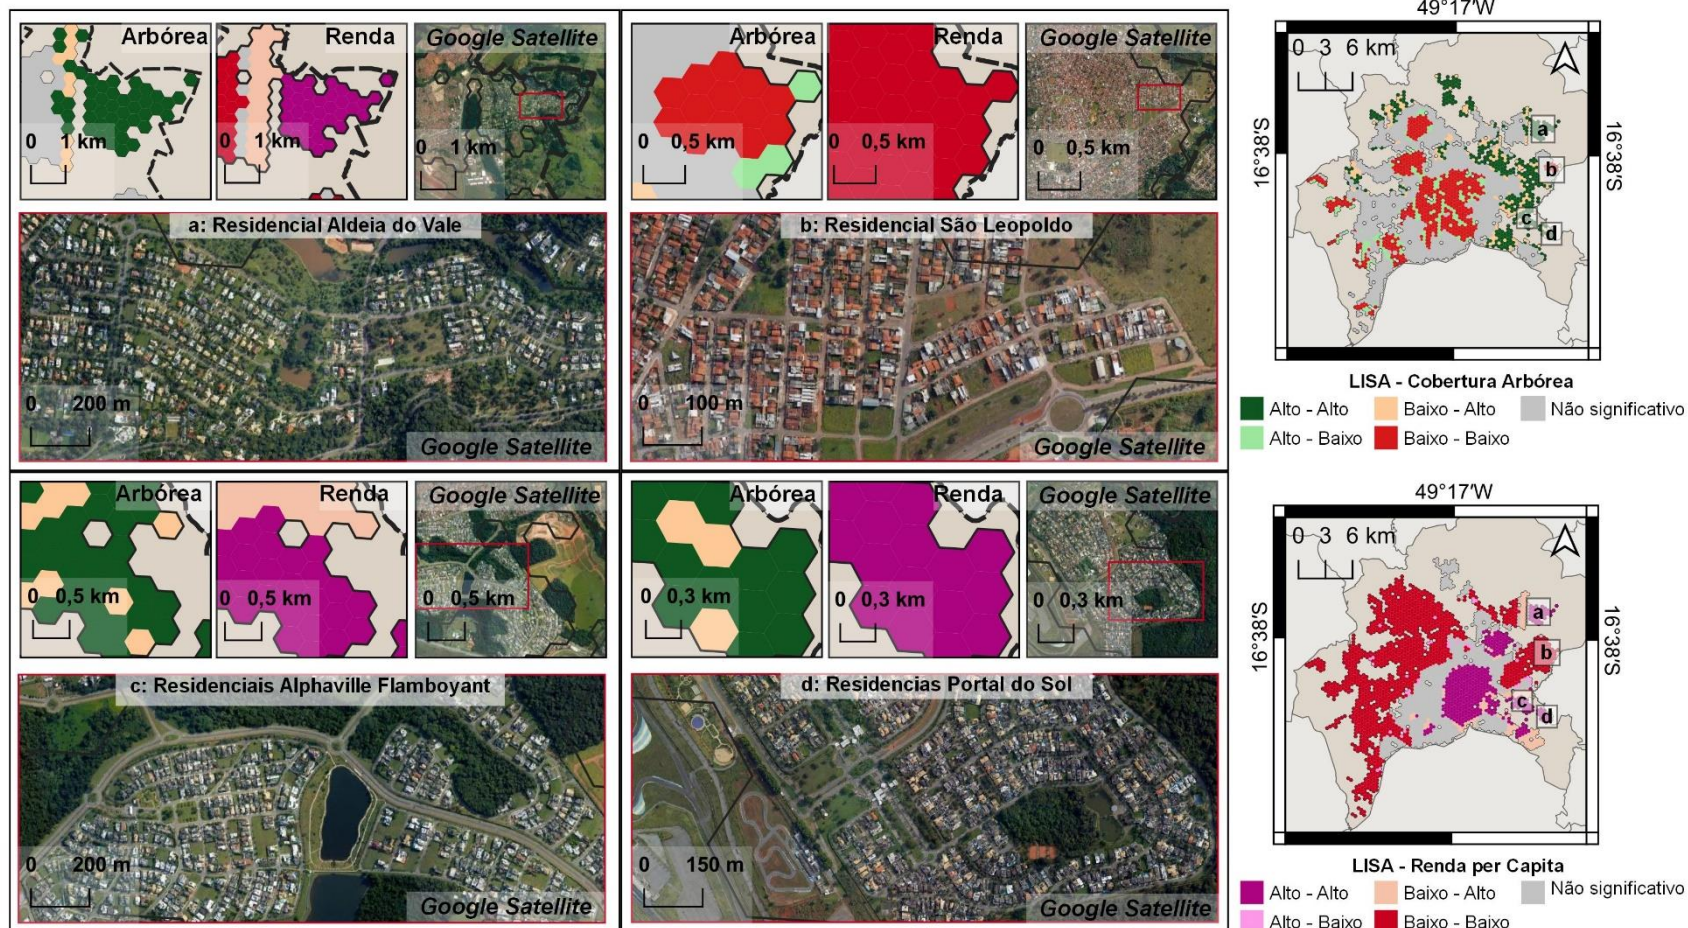 Arbórea
Renda
Google Satellite
0 1 km
0 1 km
0 1 km
a: Residencial Aldeia do Vale
0 200 m
Google Satellite
Arbórea
Renda
Google Satellite
0 0,5 km
0 0,5 km
0 0,5 km
b: Residencial São Leopoldo
0 100 m
Google Satellite
Arbórea
Renda
Google Satellite
0 0,5 km
0 0,5 km
0 0,5 km
c: Residenciais Alphaville Flamboyant
0 200 m
Google Satellite
Arbórea
Renda
Google Satellite
0 0,3 km
0 0,3 km
0 0,3 km
d: Residencias Portal do Sol
0 150 m
Google Satellite
49°17'W
0 3 6 km
16°38'S
16°38'S
a
b
c
d
LISA - Cobertura Arbórea
Alto - Alto
Baixo - Alto
Não significativo
Alto - Baixo
Baixo - Baixo
49°17'W
0 3 6 km
16°38'S
16°38'S
a
b
c
d
LISA - Renda per Capita
Alto - Alto
Baixo - Alto
Não significativo
Alto - Baixo
Baixo - Baixo